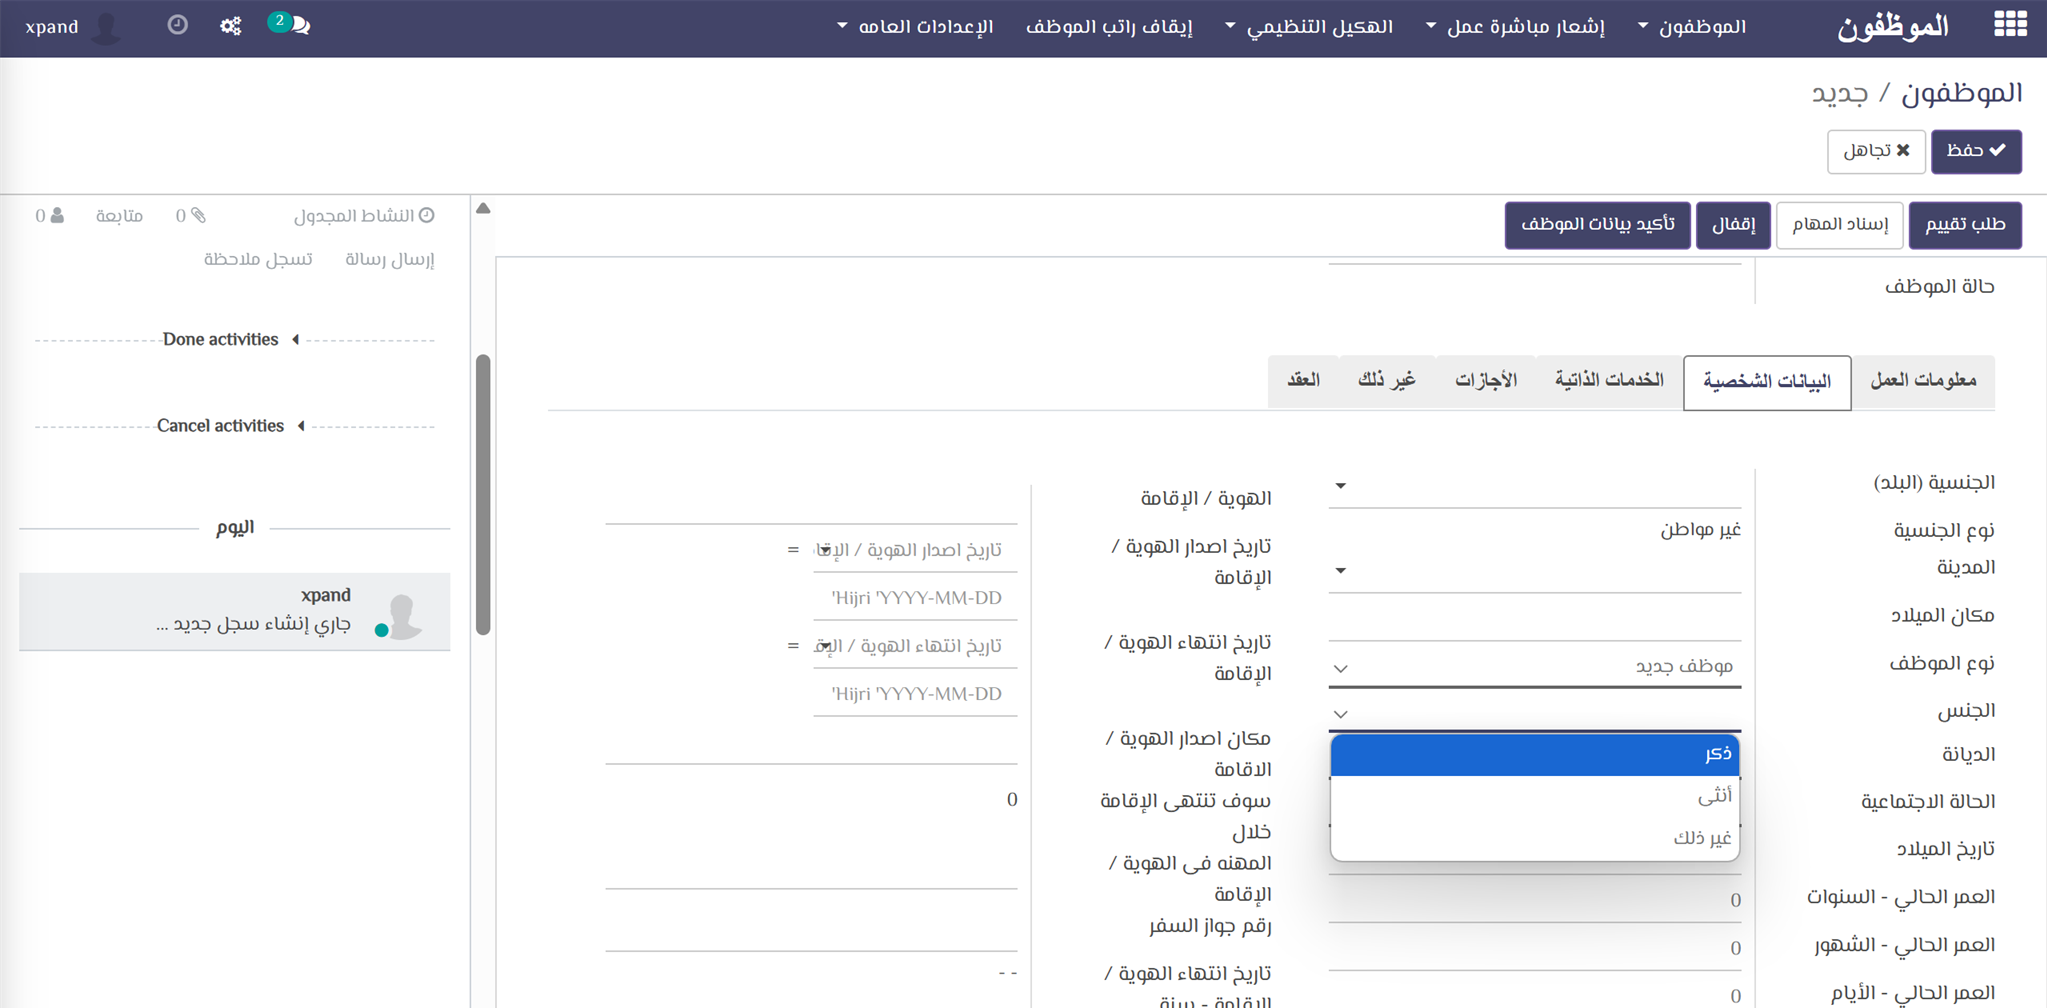 الموظفون
الموظفون
إشعار مباشرة عمل
الهكيل التنظيمي
إيقاف راتب الموظف
الإعدادات العامه
2
xpand
الموظفون / جديد
حفظ
تجاهل
طلب تقييم
إسناد المهام
إقفال
تأكيد بيانات الموظف
حالة الموظف
معلومات العمل
البيانات الشخصية
الخدمات الذاتية
الأجازات
غير ذلك
العقد
الجنسية (البلد)
نوع الجنسية
غير مواطن
المدينة
مكان الميلاد
نوع الموظف
موظف جديد
الجنس
ذكر
أنثى
غير ذلك
الديانة
الحالة الاجتماعية
تاريخ الميلاد
العمر الحالي - السنوات
0
العمر الحالي - الشهور
0
العمر الحالي - الأيام
0
الهوية / الإقامة
تاريخ اصدار الهوية /
الإقامة
تاريخ اصدار الهوية /
=
Hijri 'YYYY-MM-DD'
تاريخ انتهاء الهوية /
الإقامة
تاريخ انتهاء الهوية /
=
Hijri 'YYYY-MM-DD'
مكان اصدار الهوية /
الاقامة
سوف تنتهى الإقامة
خلال
0
المهنه فى الهوية /
الإقامة
رقم جواز السفر
تاريخ انتهاء الهوية /
الإقامة - سنة
- -
النشاط المجدول
0
متابعة
0
إرسال رسالة
تسجل ملاحظة
Done activities
Cancel activities
اليوم
xpand
جاري إنشاء سجل جديد ...